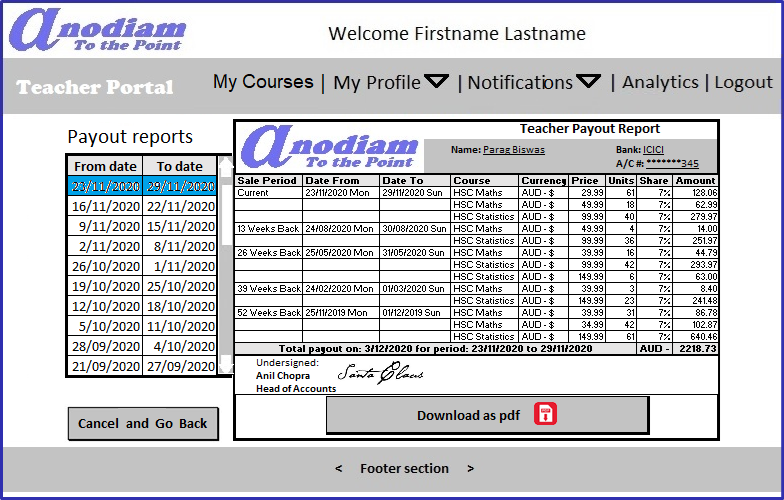 Anodiam
To the Point
Welcome Firstname Lastname
Teacher Portal
My Courses | My Profile | Notifications | Analytics | Logout
Payout reports
From date To date
23/11/2020 29/11/2020
16/11/2020 22/11/2020
9/11/2020 15/11/2020
2/11/2020 8/11/2020
26/10/2020 1/11/2020
19/10/2020 25/10/2020
12/10/2020 18/10/2020
5/10/2020 11/10/2020
28/09/2020 4/10/2020
21/09/2020 27/09/2020
Cancel and Go Back
Anodiam
To the Point
Teacher Payout Report
Name: Parag Biswas Bank: ICICI
A/C #: *******345
Sale Period Date From Date To Course Currency Price Units Share Amount
Current 23/11/2020 Mon 29/11/2020 Sun HSC Maths AUD - $ 29.99 61 7% 128.06
HSC Maths AUD - $ 49.99 18 7% 62.99
HSC Statistics AUD - $ 99.99 40 7% 279.97
13 Weeks Back 24/08/2020 Mon 30/08/2020 Sun HSC Maths AUD - $ 49.99 4 7% 14.00
HSC Statistics AUD - $ 99.99 36 7% 251.97
26 Weeks Back 25/05/2020 Mon 31/05/2020 Sun HSC Maths AUD - $ 39.99 16 7% 44.79
HSC Statistics AUD - $ 99.99 42 7% 293.97
HSC Statistics AUD - $ 149.99 6 7% 63.00
39 Weeks Back 24/02/2020 Mon 01/03/2020 Sun HSC Maths AUD - $ 39.99 3 7% 8.40
HSC Statistics AUD - $ 149.99 23 7% 241.48
52 Weeks Back 25/11/2019 Mon 01/12/2019 Sun HSC Maths AUD - $ 39.99 31 7% 86.78
HSC Maths AUD - $ 34.99 42 7% 102.87
HSC Statistics AUD - $ 149.99 61 7% 640.46
Total payout on: 3/12/2020 for period: 23/11/2020 to 29/11/2020 AUD - 2218.73
Undersigned:
Anil Chopra Santa Claus
Head of Accounts
Download as pdf
< Footer section >